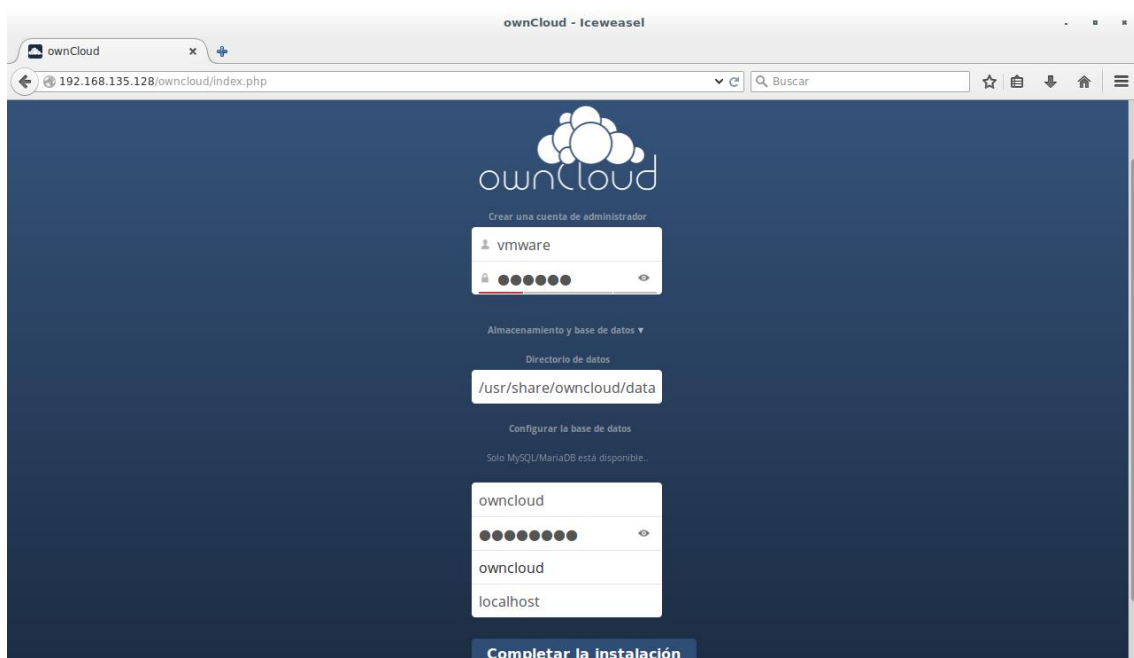 ownCloud - Iceweasel
ownCloud
192.168.135.128/owncloud/index.php
Buscar
ownCloud
Crear una cuenta de administrador
vmware
●●●●●●
Almacenamiento y base de datos ▾
Directorio de datos
/usr/share/owncloud/data
Configurar la base de datos
Solo MySQL/MariaDB está disponible..
owncloud
●●●●●●●●
owncloud
localhost
Completar la instalación